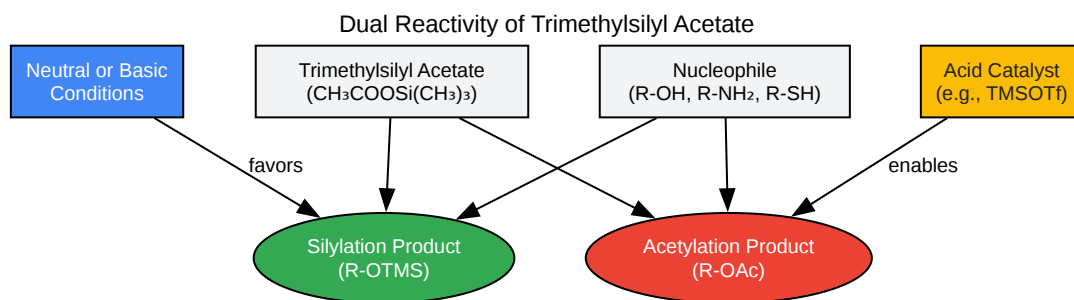 Dual Reactivity of Trimethylsilyl Acetate
Neutral or Basic
Conditions
Trimethylsilyl Acetate
(CH₃COOSi(CH₃)₃)
Nucleophile
(R-OH, R-NH₂, R-SH)
Acid Catalyst
(e.g., TMSOTf)
favors
enables
Silylation Product
(R-OTMS)
Acetylation Product
(R-OAc)